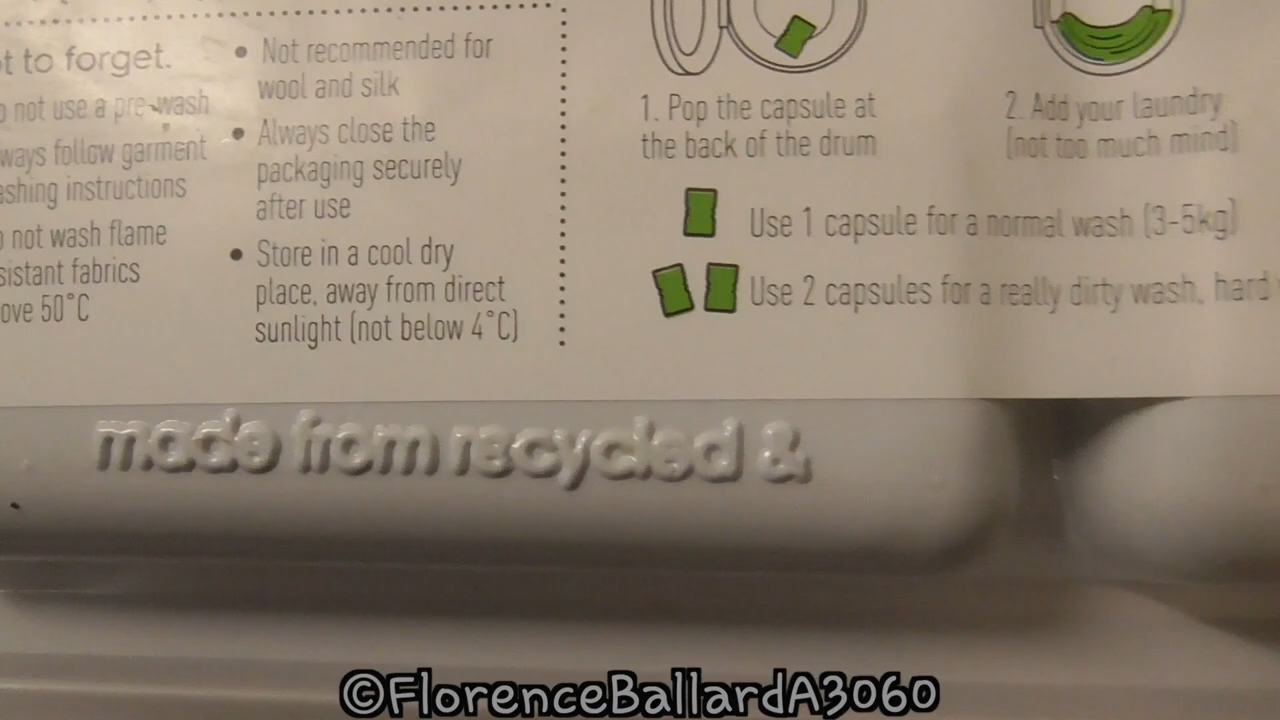 t to forget.
o not use a pre-wash
ways follow garment
ashing instructions
o not wash flame
sistant fabrics
ove 50°C
• Not recommended for
wool and silk
• Always close the
packaging securely
after use
• Store in a cool dry
place, away from direct
sunlight (not below 4°C)
1. Pop the capsule at
the back of the drum
2. Add your laundry
(not too much mind)
Use 1 capsule for a normal wash (3-5kg)
Use 2 capsules for a really dirty wash, hard
made from recycled &
©FlorenceBallardA3060